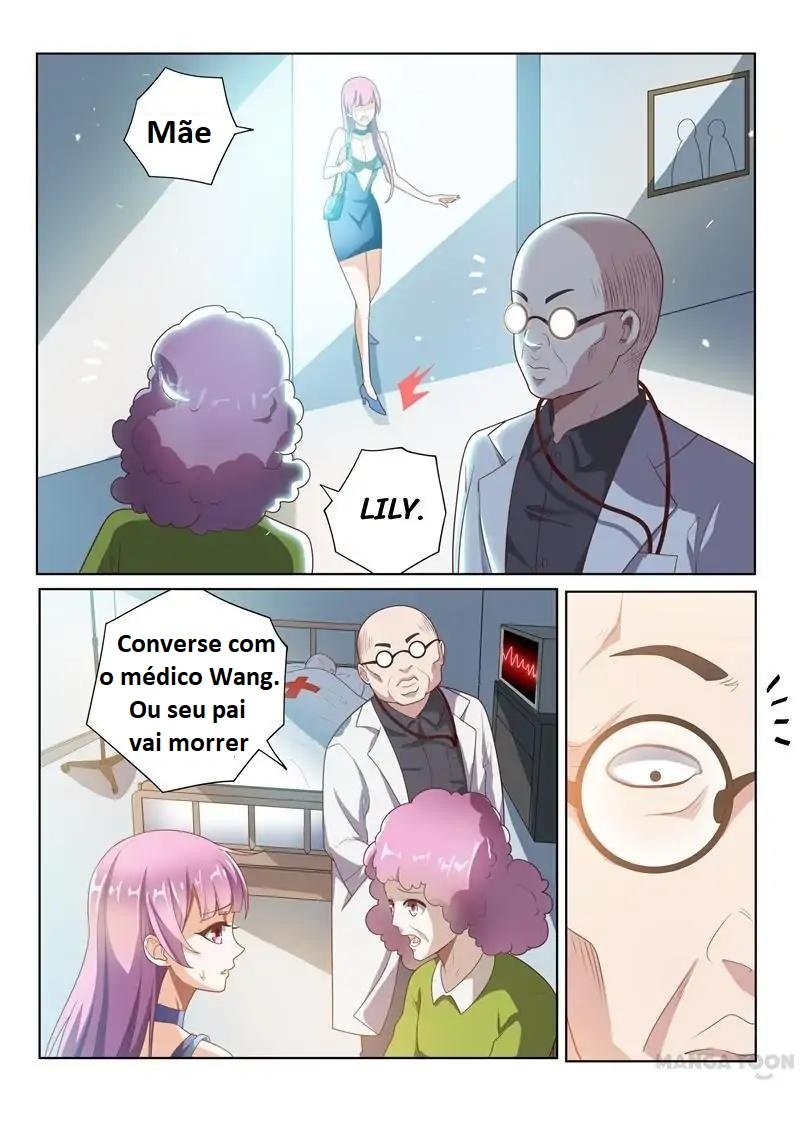 Mãe
LILY.
Converse com
o médico Wang.
Ou seu pai
vai morrer
MANGATOON